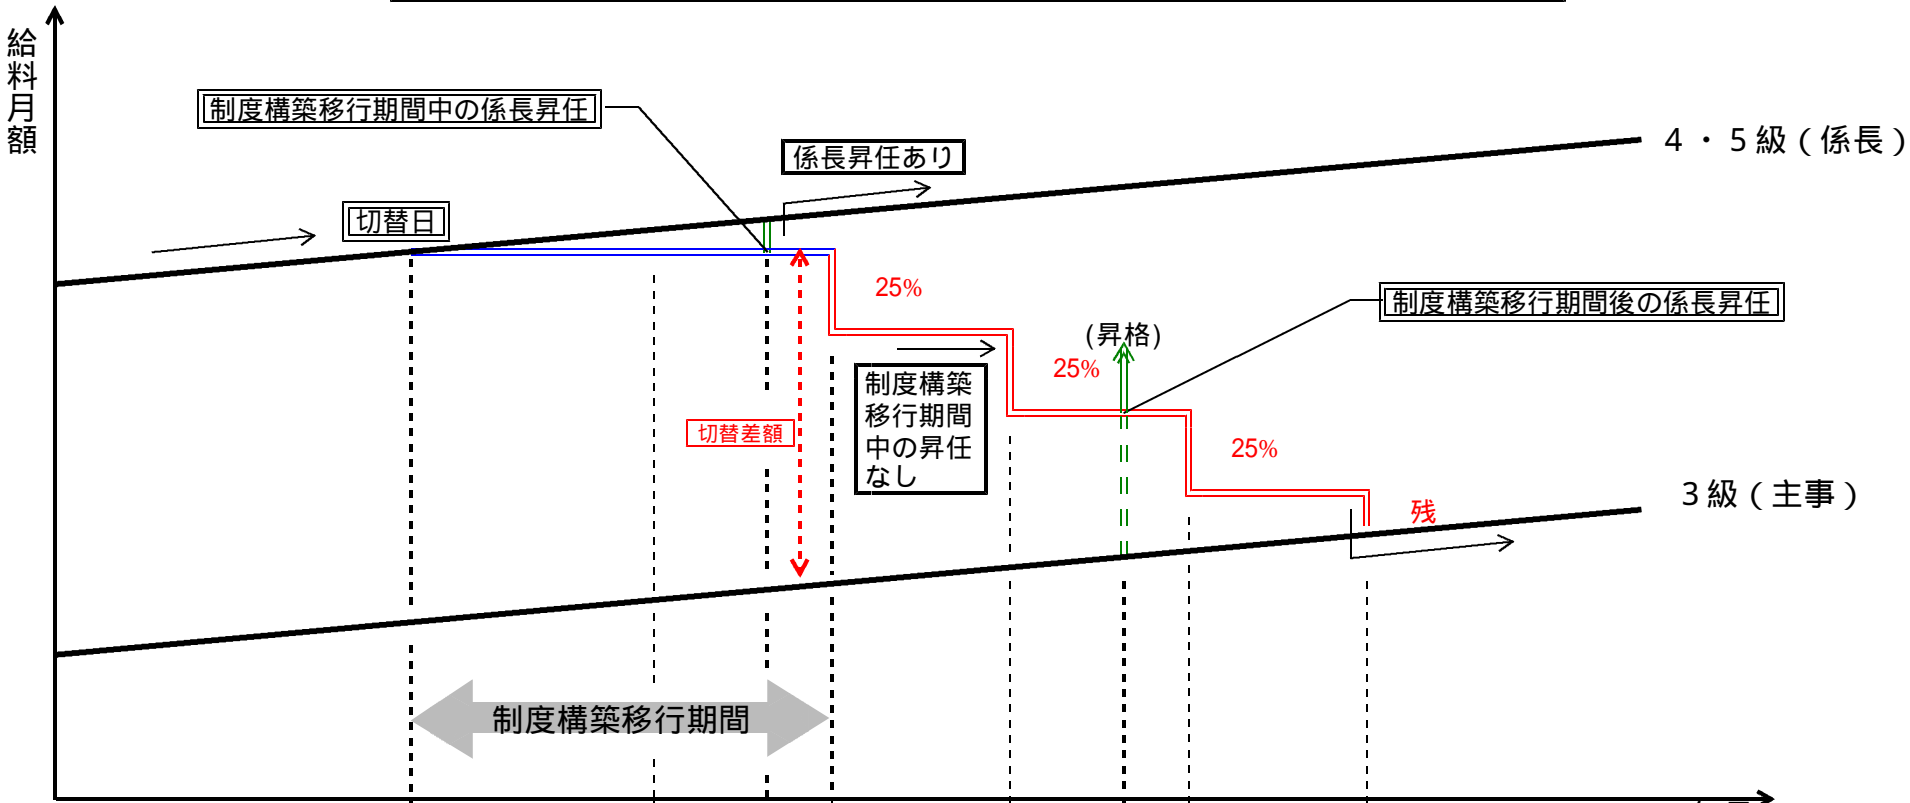 給料月額
制度構築移行期間中の係長昇任
係長昇任あり
4・5級（係長）
切替日
25%
制度構築移行期間後の係長昇任
(昇格)
25%
制度構築
移行期間
中の昇任
なし
切替差額
25%
3級（主事）
残
制度構築移行期間